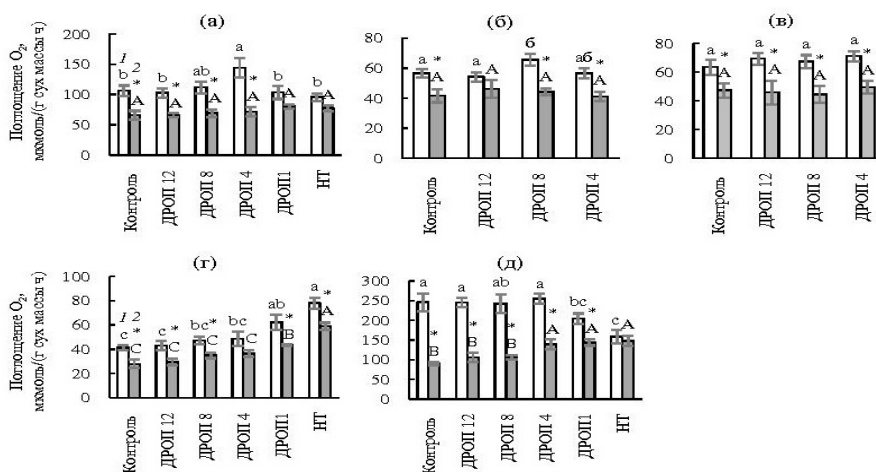 (а)
(б)
(в)
Поглощение O₂,
мкмоль/(г сух массы ч)
200
150
100
50
0
1 2
b * A
b * A
ab * A
a * A
b A
b A
Контроль
ДРОП 12
ДРОП 8
ДРОП 4
ДРОП1
НТ
80
60
40
20
0
a * A
a A
б * A
aб * A
Контроль
ДРОП 12
ДРОП 8
ДРОП 4
80
60
40
20
0
a * A
a * A
a * A
a * A
Контроль
ДРОП 12
ДРОП 8
ДРОП 4
(г)
(д)
Поглощение O₂,
мкмоль/(г сух массы ч)
100
80
60
40
20
0
1 2
c * C
c * C
bc * C
bc C
ab * B
a * A
Контроль
ДРОП 12
ДРОП 8
ДРОП 4
ДРОП1
НТ
300
250
200
150
100
50
0
a * B
a * B
ab * B
a * A
bc * A
c A
Контроль
ДРОП 12
ДРОП 8
ДРОП 4
ДРОП1
НТ